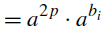 = a^{2p} · a^{b_i}